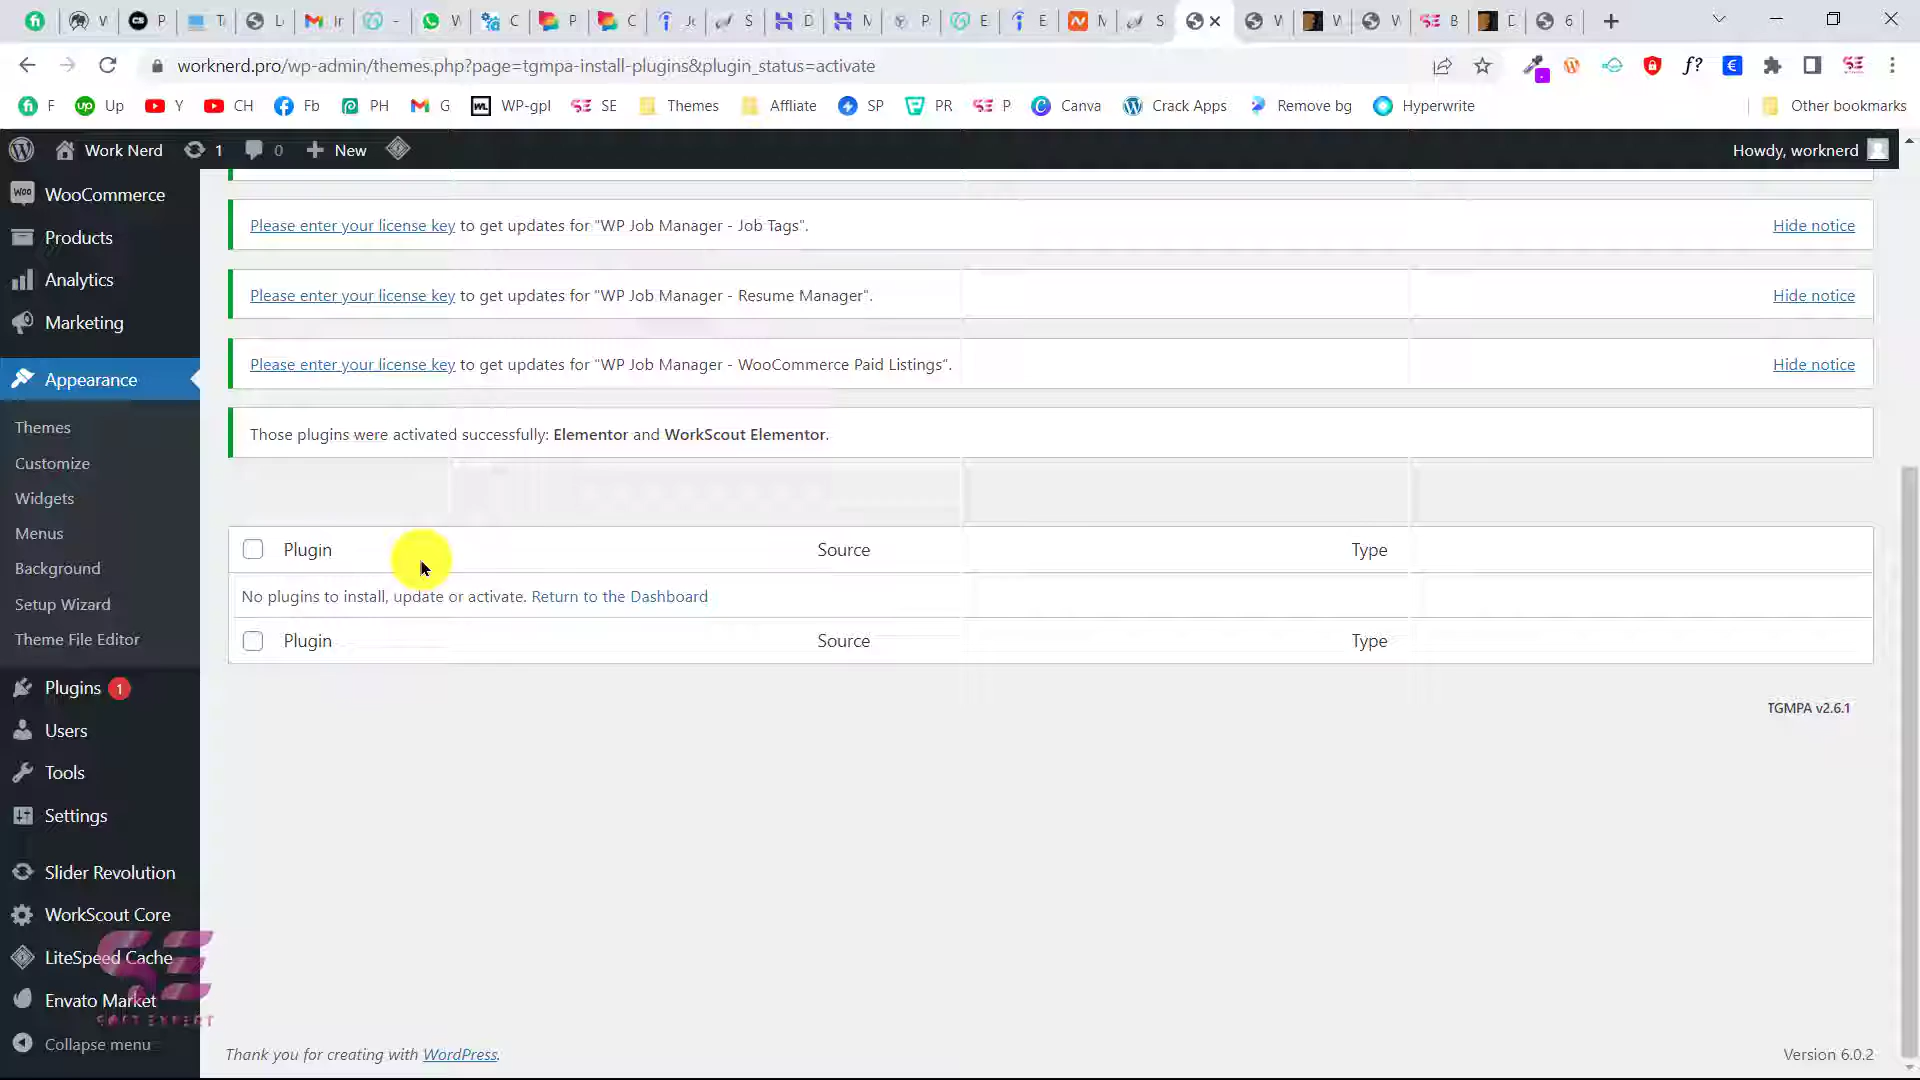 worknerd.pro/wp-admin/themes.php?page=tgmpa-install-plugins&plugin_status=activate
F Up Y CH Fb PH G WP-gpl SE Themes Affliate SP PR P Canva Crack Apps Remove bg Hyperwrite Other bookmarks
Work Nerd 1 0 New Howdy, worknerd
WooCommerce
Products
Analytics
Marketing
Appearance
Themes
Customize
Widgets
Menus
Background
Setup Wizard
Theme File Editor
Plugins 1
Users
Tools
Settings
Slider Revolution
WorkScout Core
LiteSpeed Cache
Envato Market
Collapse menu
Please enter your license key to get updates for "WP Job Manager - Job Tags". Hide notice
Please enter your license key to get updates for "WP Job Manager - Resume Manager". Hide notice
Please enter your license key to get updates for "WP Job Manager - WooCommerce Paid Listings". Hide notice
Those plugins were activated successfully: Elementor and WorkScout Elementor.
Plugin Source Type
No plugins to install, update or activate. Return to the Dashboard
Plugin Source Type
TGMPA v2.6.1
SE
SOFT EXPERT
Thank you for creating with WordPress. Version 6.0.2